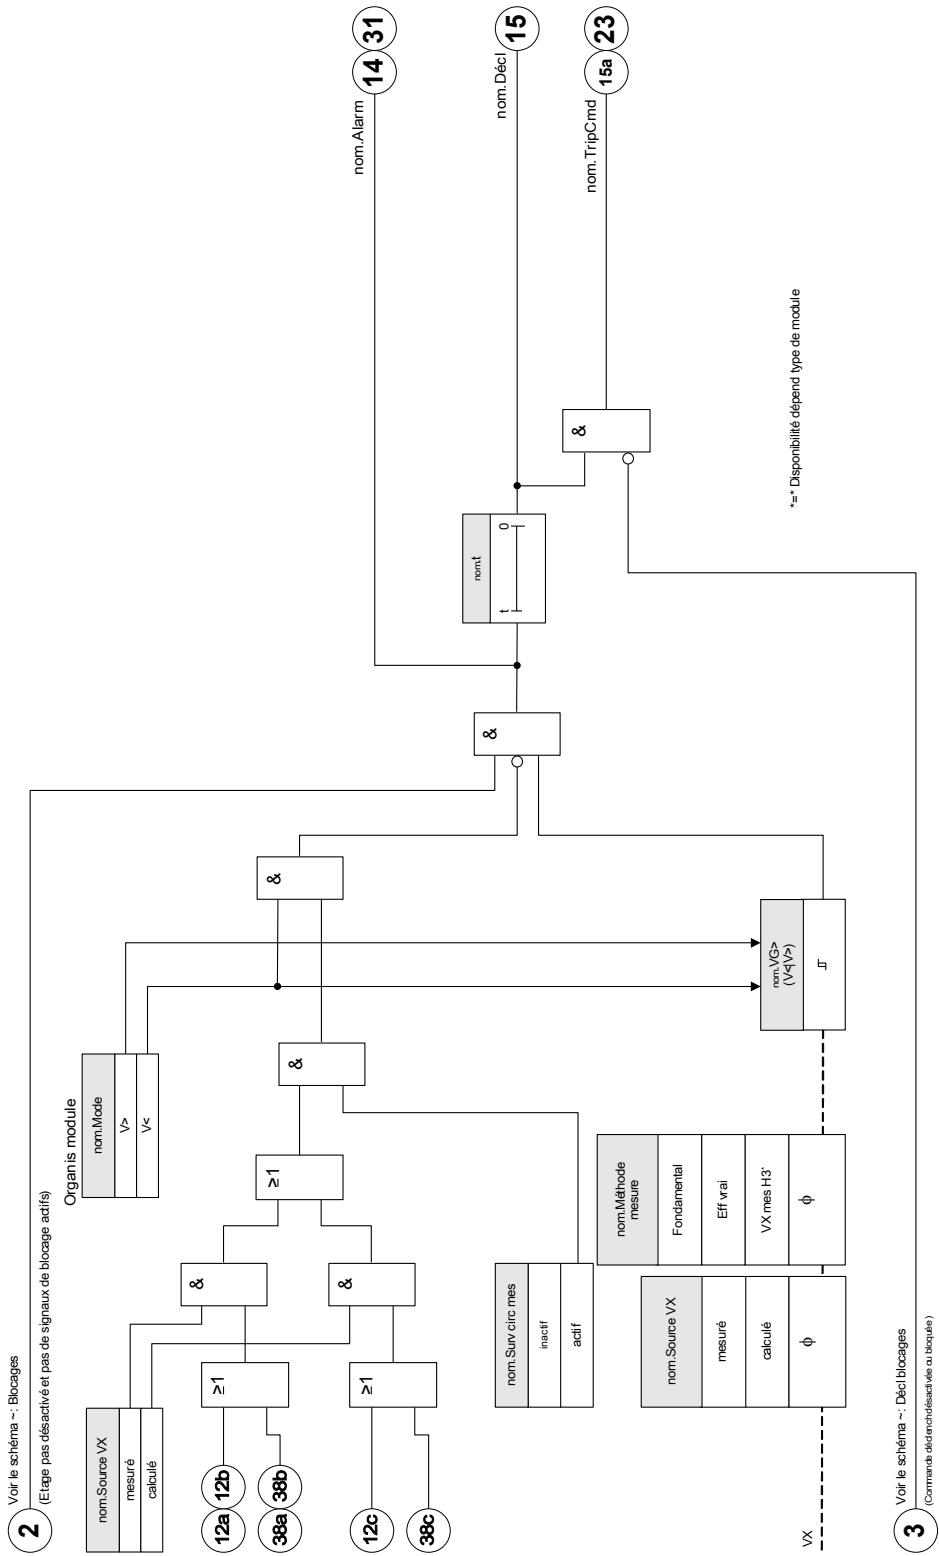 2
Voir le schéma ~: Blocages
(Etage pas désactivé et pas de signaux de blocage actifs)
Organis module
nom.Mode
V>
V<
nom.Source VX
mesuré
calculé
12a
12b
38a
38b
12c
38c
≥1
≥1
&
&
≥1
&
&
nom.Surv circ mes
inactif
actif
&
nom.Alarm
14
31
nom.t
t
0
nom.Décl
15
&
nom.TripCmd
15a
23
nom.Source VX
mesuré
calculé
ϕ
nom.Méthode
mesure
Fondamental
Eff vrai
VX mes H3'
ϕ
nom.VG>
(V<|V>)
VX
*=* Disponibilité dépend type de module
3
Voir le schéma ~: Décl blocages
(Commande déclench désactivée ou bloquée)